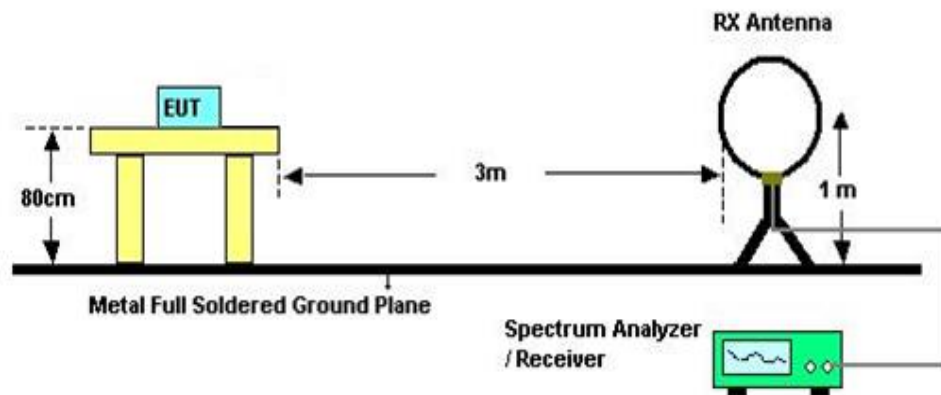 RX Antenna
EUT
80cm
3m
1 m
Metal Full Soldered Ground Plane
Spectrum Analyzer
/ Receiver